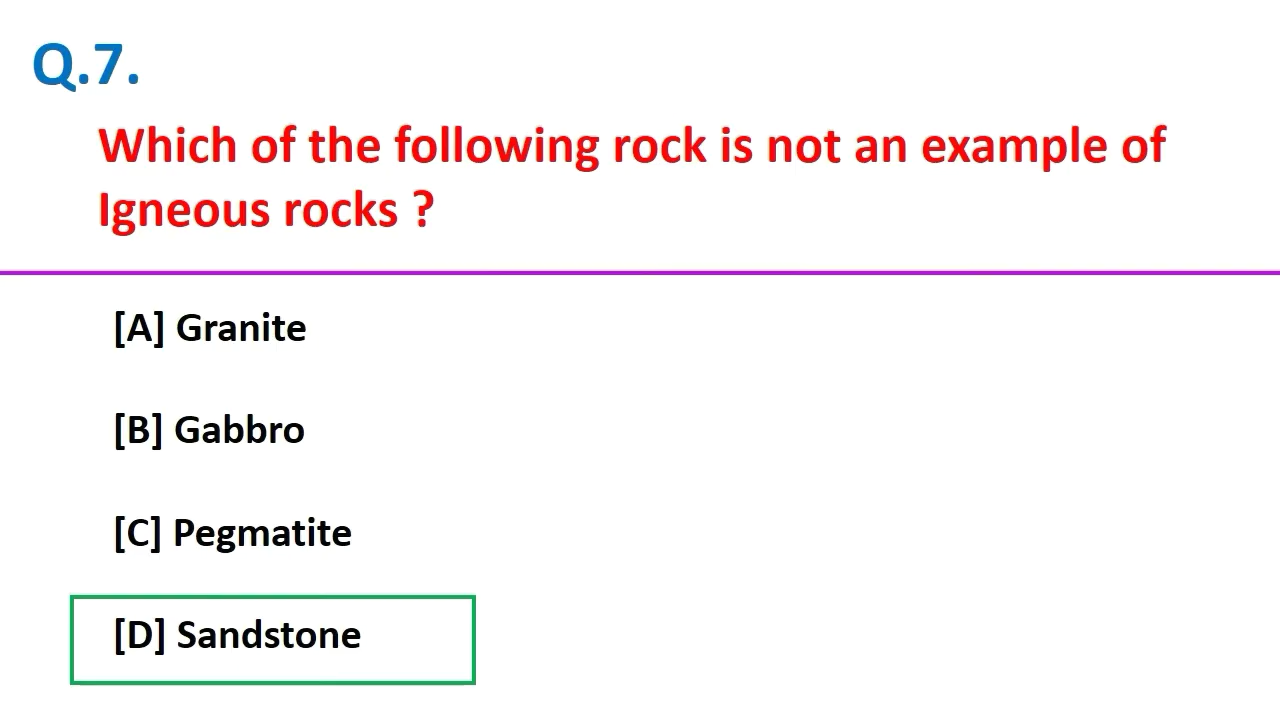 Q.7.
Which of the following rock is not an example of
Igneous rocks ?
[A] Granite
[B] Gabbro
[C] Pegmatite
[D] Sandstone